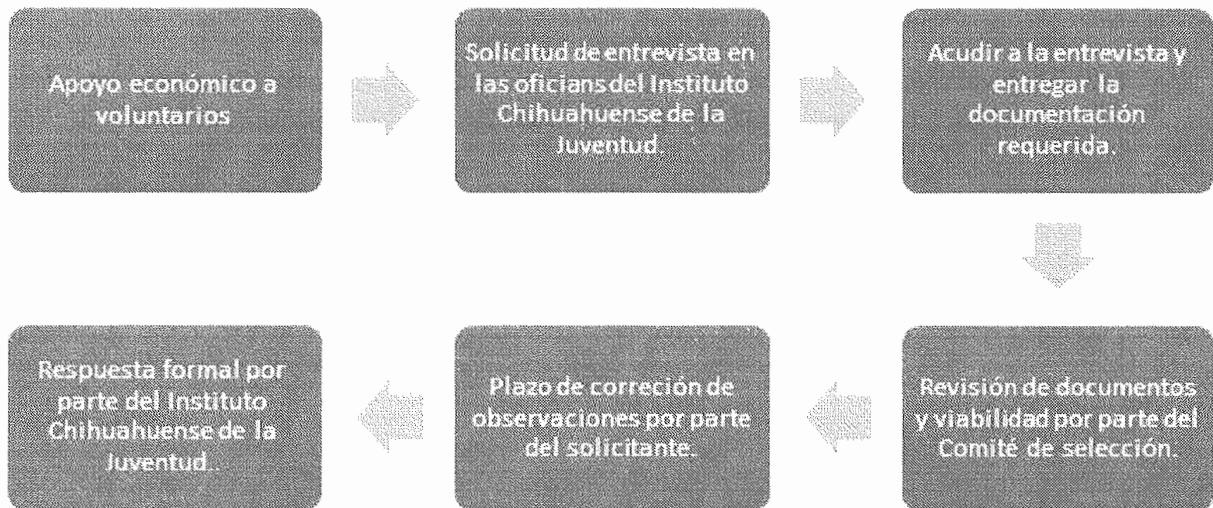 Apoyo económico a
voluntarios
Solicitud de entrevista en
las oficians del Instituto
Chihuahuense de la
Juventud.
Acudir a la entrevista y
entregar la
documentación
requerida.
Revisión de documentos
y viabilidad por parte del
Comité de selección.
Plazo de correción de
observaciones por parte
del solicitante.
Respuesta formal por
parte del Instituto
Chihuahuense de la
Juventud..